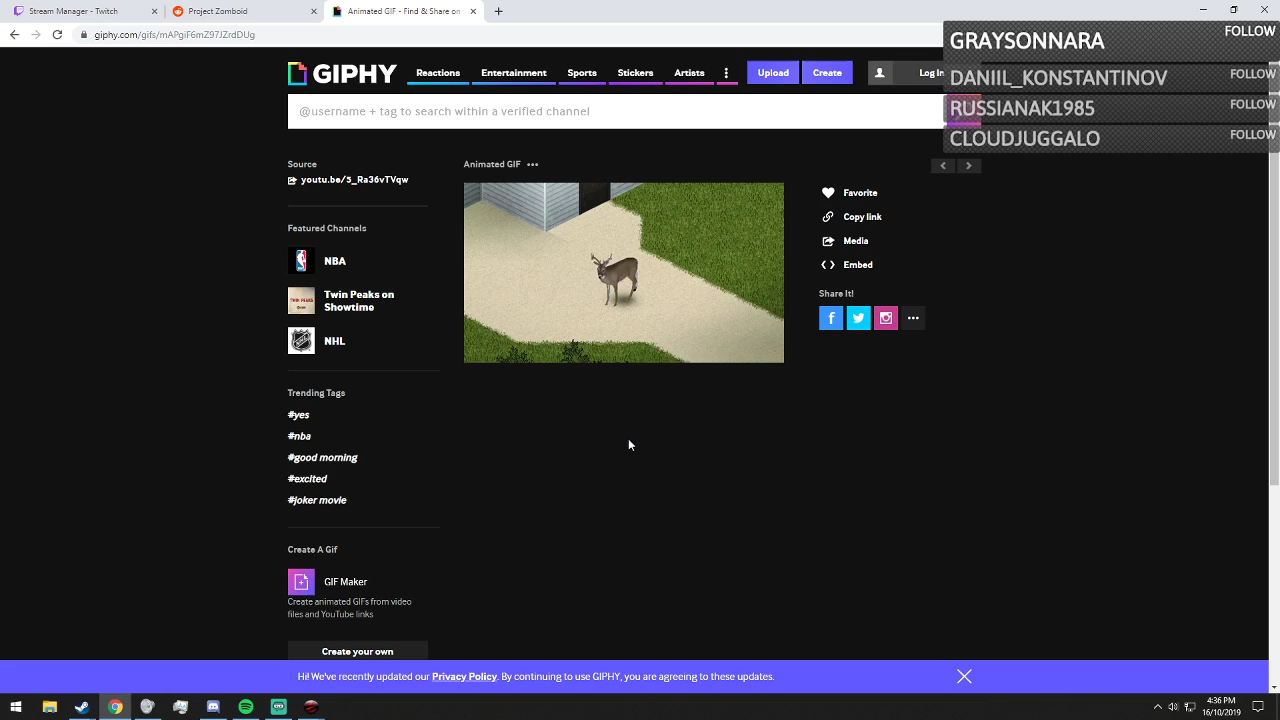 Stream Manager - Twitch
Project Zomboid
Animated GIF - Find & Share on
giphy.com/gifs/mAPgiF6mZ97JZrdDUg
GRAYSONNARA FOLLOW
DANIIL_KONSTANTINOV FOLLOW
RUSSIANAK1985 FOLLOW
CLOUDJUGGALO FOLLOW
GIPHY
Reactions Entertainment Sports Stickers Artists
Upload Create Log In
@username + tag to search within a verified channel
Source
youtu.be/5_Ra36vTVqw
Featured Channels
NBA
Twin Peaks on
Showtime
NHL
Trending Tags
#yes
#nba
#good morning
#excited
#joker movie
Create A Gif
GIF Maker
Create animated GIFs from video
files and YouTube links
Create your own
Animated GIF
Favorite
Copy link
Media
Embed
Share It!
Hi! We've recently updated our Privacy Policy. By continuing to use GIPHY, you are agreeing to these updates.
4:36 PM
16/10/2019